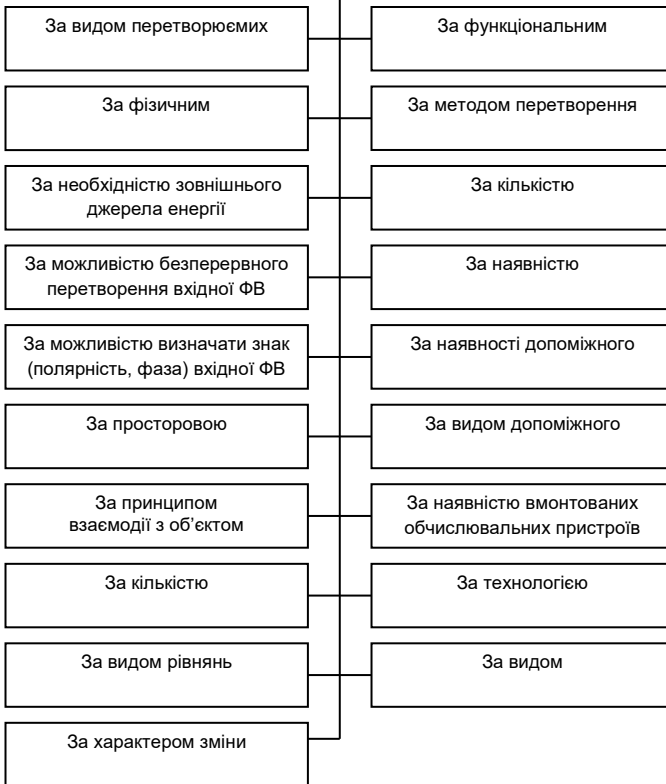 За видом перетворюємих
За функціональним
За фізичним
За методом перетворення
За необхідністю зовнішнього
джерела енергії
За кількістю
За можливістю безперервного
перетворення вхідної ФВ
За наявністю
За можливістю визначати знак
(полярність, фаза) вхідної ФВ
За наявності допоміжного
За просторовою
За видом допоміжного
За принципом
взаємодії з об’єктом
За наявністю вмонтованих
обчислювальних пристроїв
За кількістю
За технологією
За видом рівнянь
За видом
За характером зміни